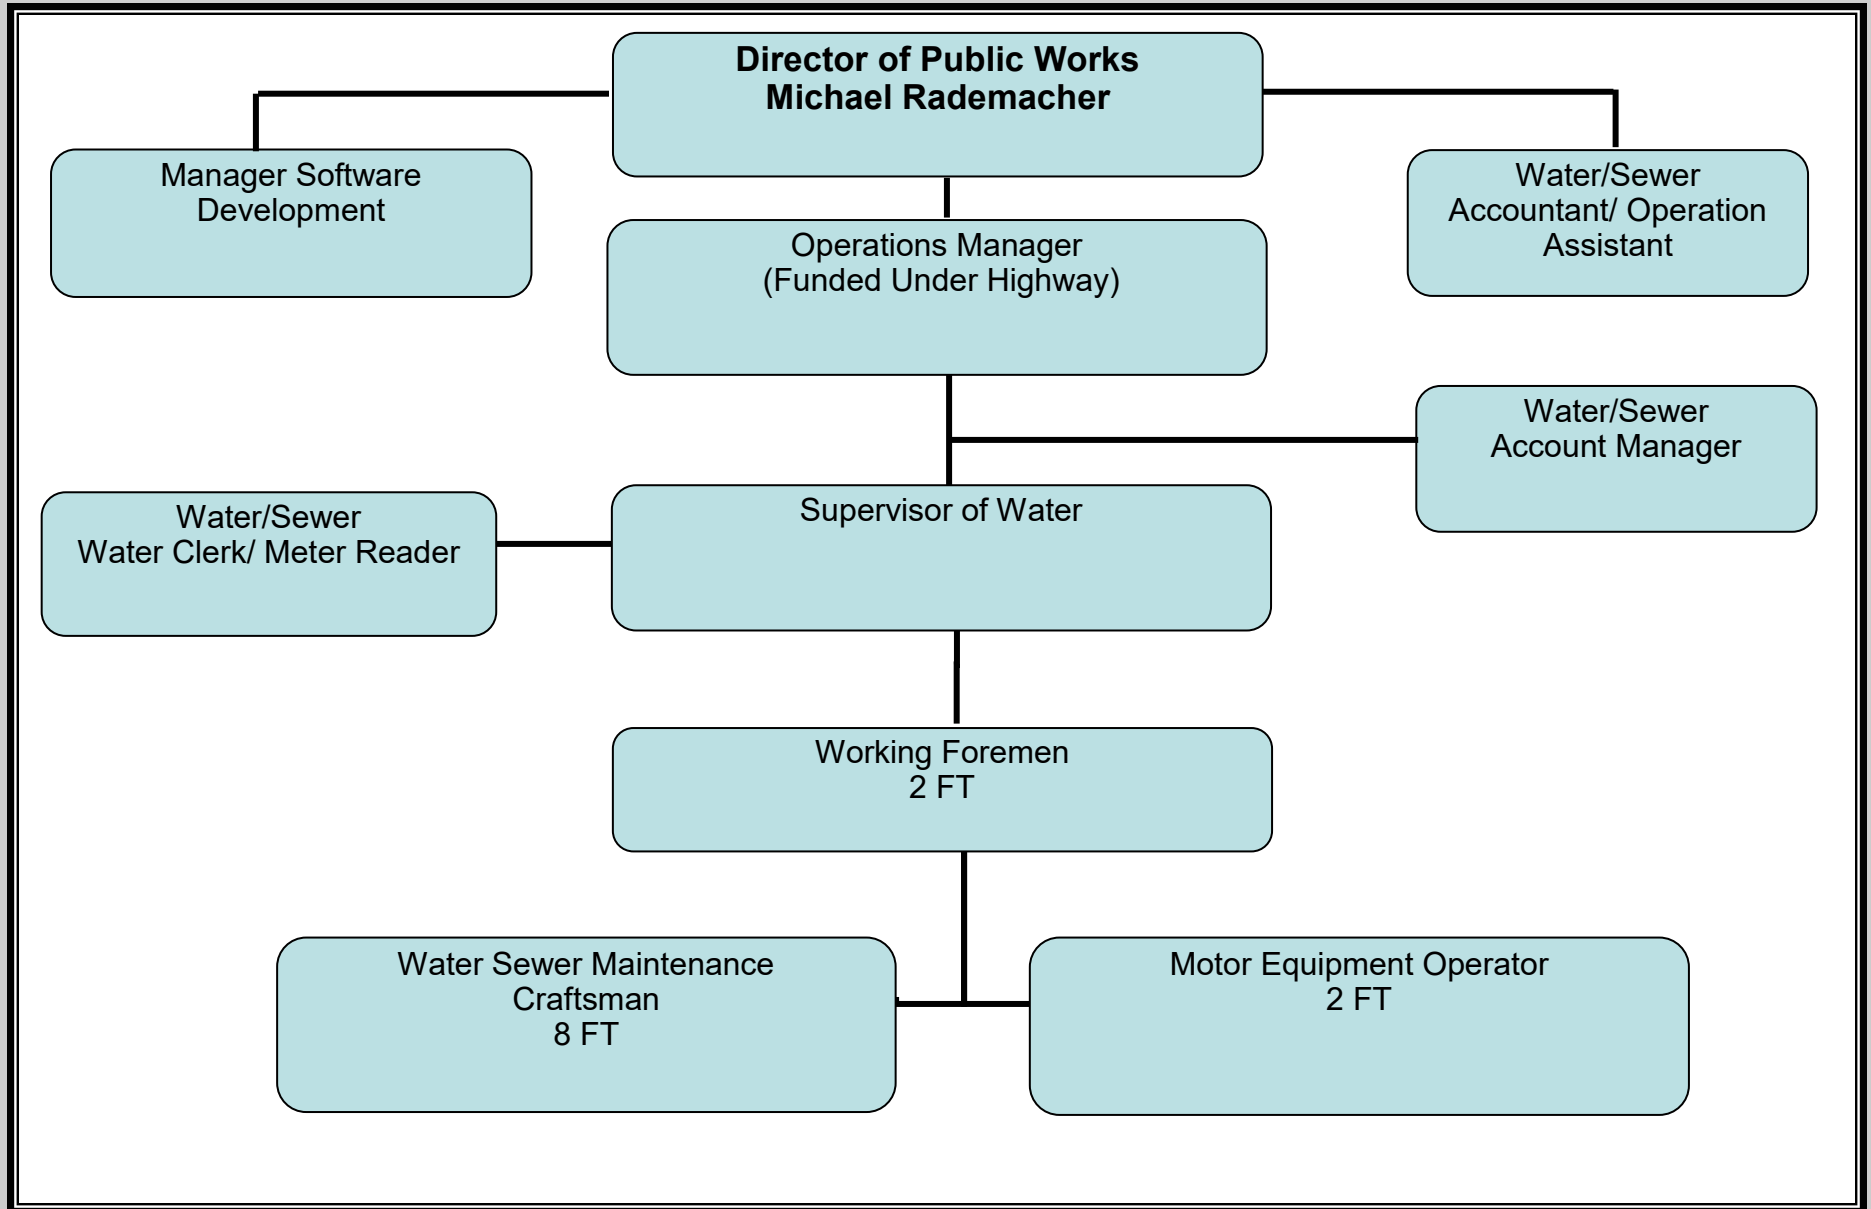 Director of Public Works
Michael Rademacher
Manager Software
Development
Water/Sewer
Accountant/ Operation
Assistant
Operations Manager
(Funded Under Highway)
Water/Sewer
Account Manager
Water/Sewer
Water Clerk/ Meter Reader
Supervisor of Water
Working Foremen
2 FT
Water Sewer Maintenance
Craftsman
8 FT
Motor Equipment Operator
2 FT